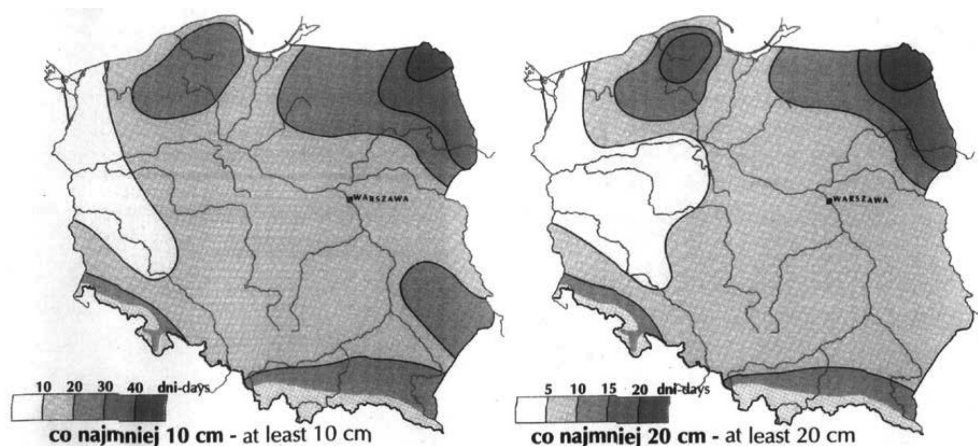 WARSZAWA
10 20 30 40 dni-days
co najmniej 10 cm - at least 10 cm
WARSZAWA
5 10 15 20 dni-days
co najmniej 20 cm - at least 20 cm